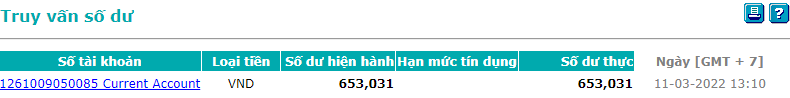 Truy vấn số dư
Số tài khoản Loại tiền Số dư hiện hành Hạn mức tín dụng Số dư thực Ngày [GMT + 7]
1261009050085 Current Account VND 653,031 653,031 11-03-2022 13:10